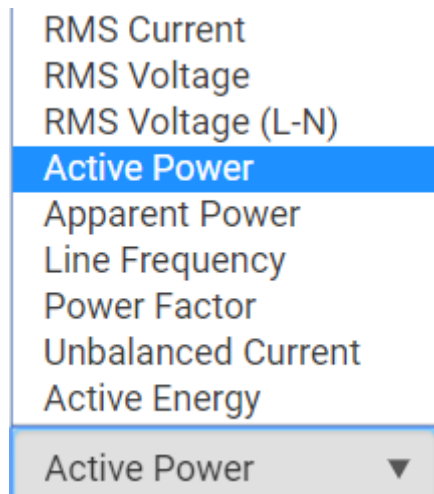 RMS Current
RMS Voltage
RMS Voltage (L-N)
Active Power
Apparent Power
Line Frequency
Power Factor
Unbalanced Current
Active Energy
Active Power